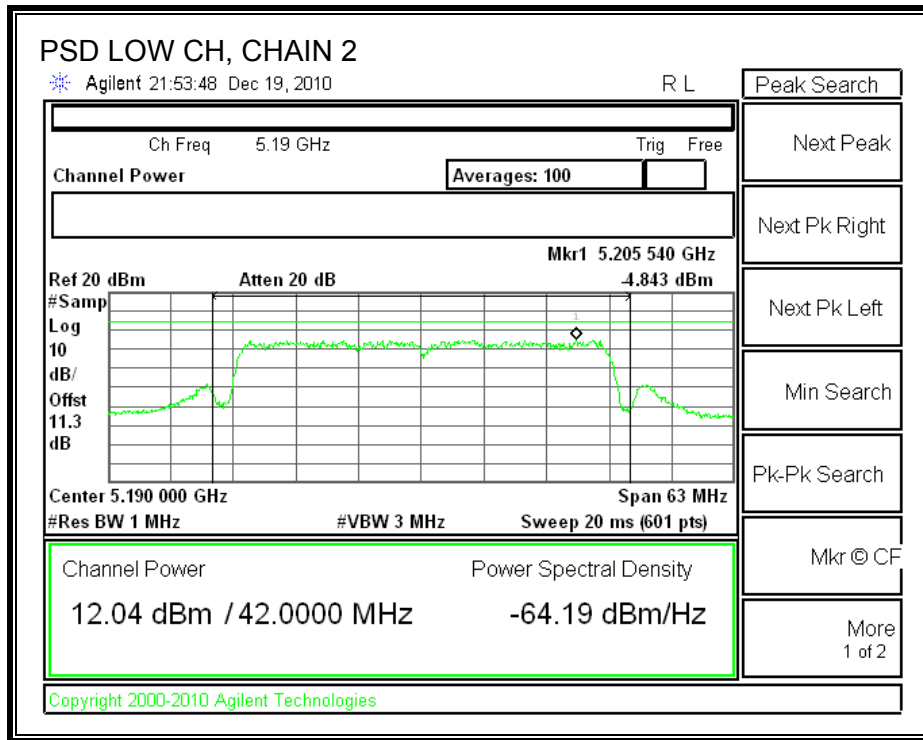 PSD LOW CH, CHAIN 2
Agilent 21:53:48 Dec 19, 2010 R L
Peak Search
Ch Freq 5.19 GHz Trig Free
Next Peak
Channel Power Averages: 100
Next Pk Right
Mkr1 5.205 540 GHz
Ref 20 dBm Atten 20 dB -4.843 dBm
#Samp
Log
10
dB/
Offst
11.3
dB
1
Next Pk Left
Min Search
Pk-Pk Search
Center 5.190 000 GHz Span 63 MHz
#Res BW 1 MHz #VBW 3 MHz Sweep 20 ms (601 pts)
Mkr © CF
Channel Power Power Spectral Density
12.04 dBm / 42.0000 MHz -64.19 dBm/Hz
More
1 of 2
Copyright 2000-2010 Agilent Technologies